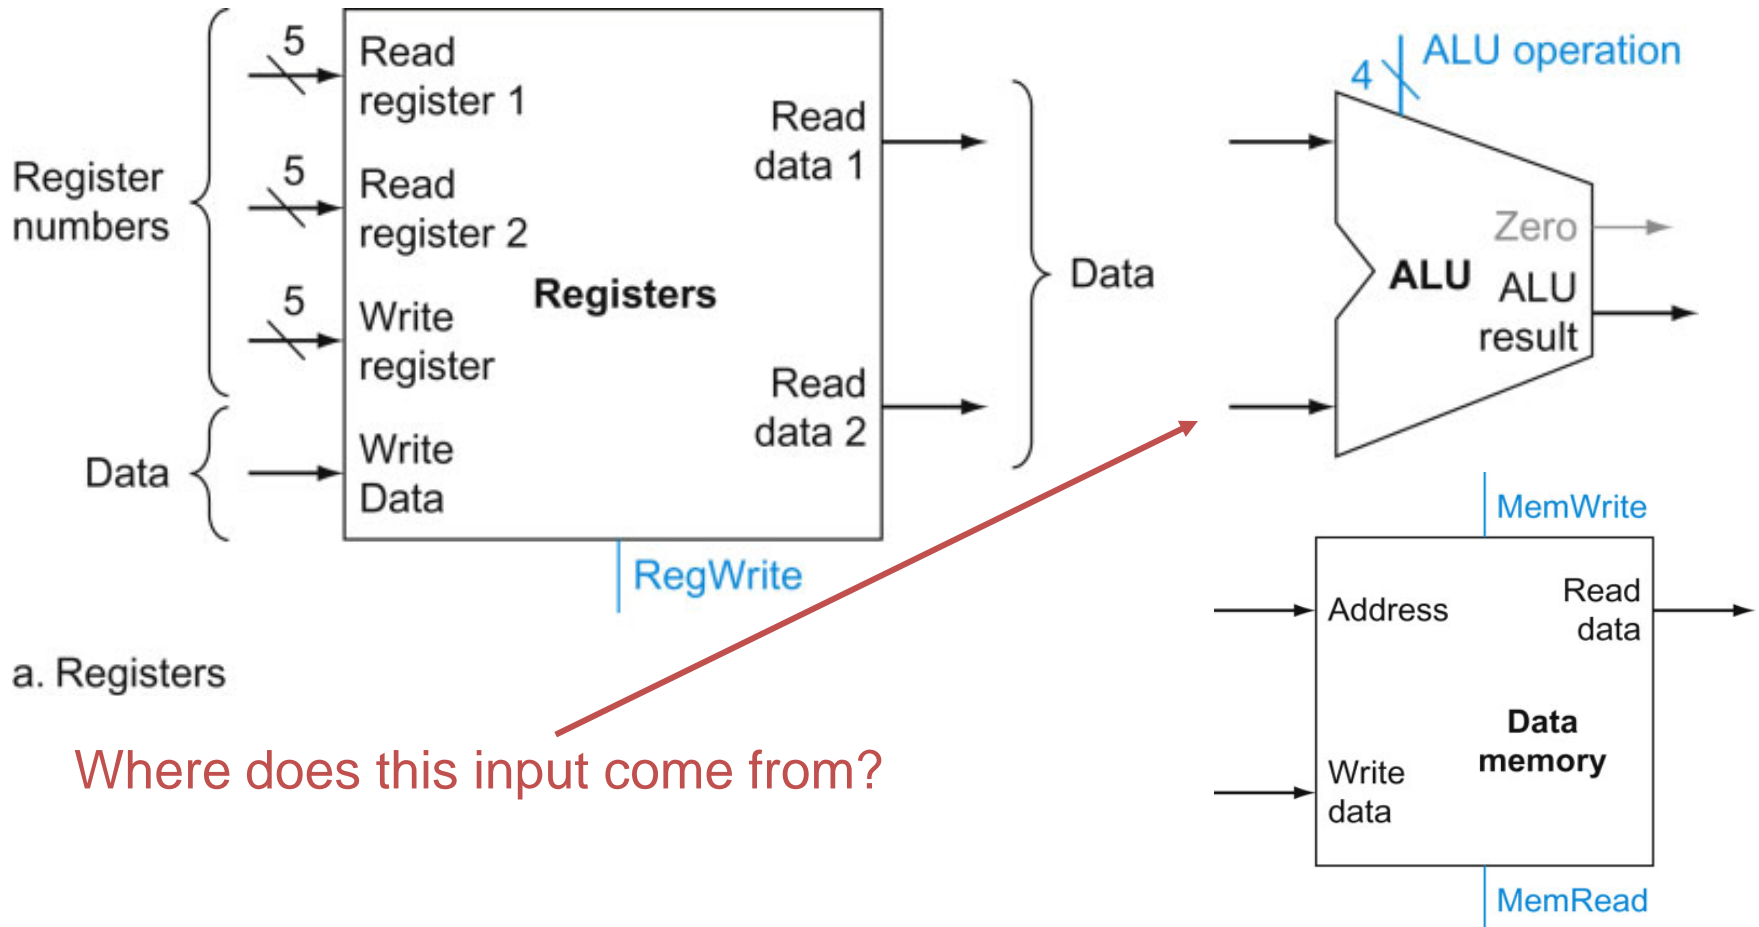 Register
numbers
5
Read
register 1
5
Read
register 2
5
Write
register
Data
Write
Data
Registers
Read
data 1
Read
data 2
RegWrite
Data
4
ALU operation
Zero
ALU
ALU
result
MemWrite
Address
Read
data
Data
memory
Write
data
MemRead
a. Registers
Where does this input come from?